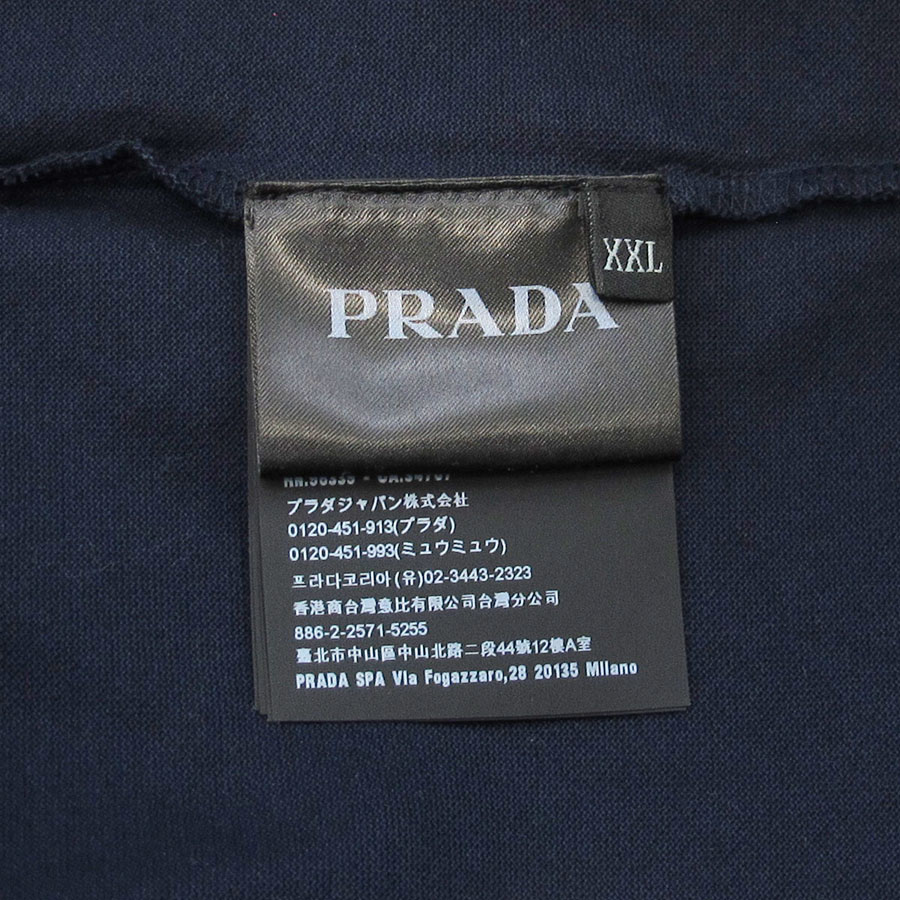 PRADA
XXL
プラダジャパン株式会社
0120-451-913(プラダ)
0120-451-993(ミュウミュウ)
프라다코리아(유)02-3443-2323
香港商台灣意比有限公司台灣分公司
886-2-2571-5255
臺北市中山區中山北路二段44號12樓A室
PRADA SPA Via Fogazzaro,28 20135 Milano